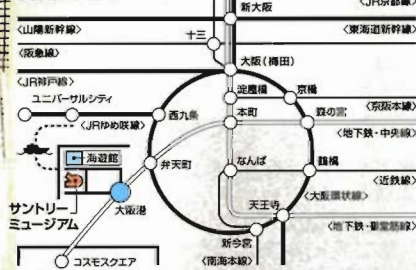 新大阪
〈JR京都線〉
〈山陽新幹線〉
十三
〈東海道新幹線〉
〈阪急線〉
大阪(梅田)
〈JR神戸線〉
ユニバーサルシティ
淀屋橋
京橋
〈JRゆめ咲線〉
西九条
本町
森の宮
〈京阪本線〉
〈地下鉄・中央線〉
海遊館
弁天町
なんば
鶴橋
〈近鉄線〉
サントリー
ミュージアム
大阪港
天王寺
〈大阪環状線〉
〈地下鉄・御堂筋線〉
新今宮
コスモスクエア
〈南海本線〉